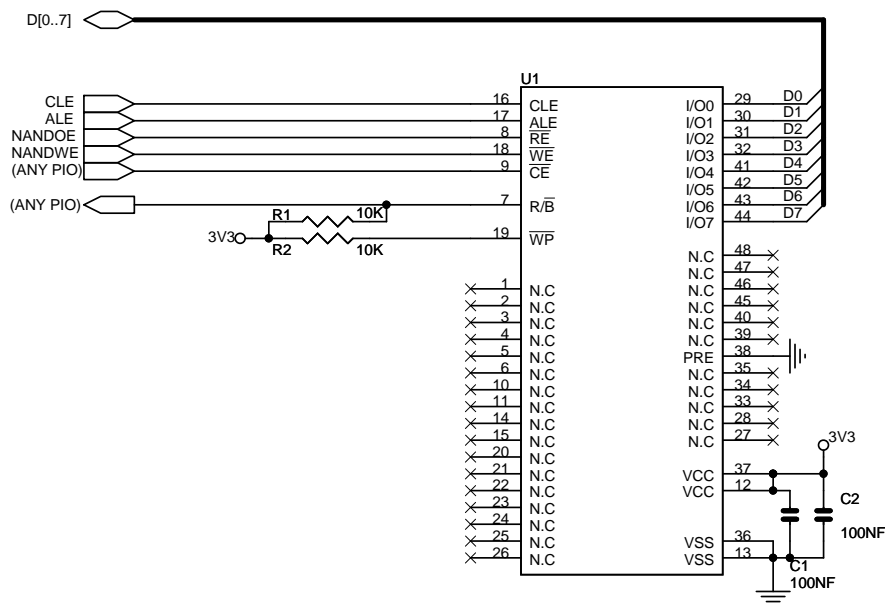 D[0..7]
U1
CLE 16 CLE I/O0 29 D0
ALE 17 ALE I/O1 30 D1
NANDOE 8 RE I/O2 31 D2
NANDWE 18 WE I/O3 32 D3
(ANY PIO) 9 CE I/O4 41 D4
I/O5 42 D5
(ANY PIO) 7 R/B I/O6 43 D6
R1 10K I/O7 44 D7
3V3 19 WP
R2 10K
N.C 48
N.C 47
1 N.C N.C 46
2 N.C N.C 45
3 N.C N.C 40
4 N.C N.C 39
5 N.C PRE 38
6 N.C N.C 35
10 N.C N.C 34
11 N.C N.C 33
14 N.C N.C 28
15 N.C N.C 27
3V3
20 N.C
21 N.C VCC 37
22 N.C VCC 12
23 N.C C2
24 N.C 100NF
25 N.C VSS 36
26 N.C VSS 13
C1
100NF